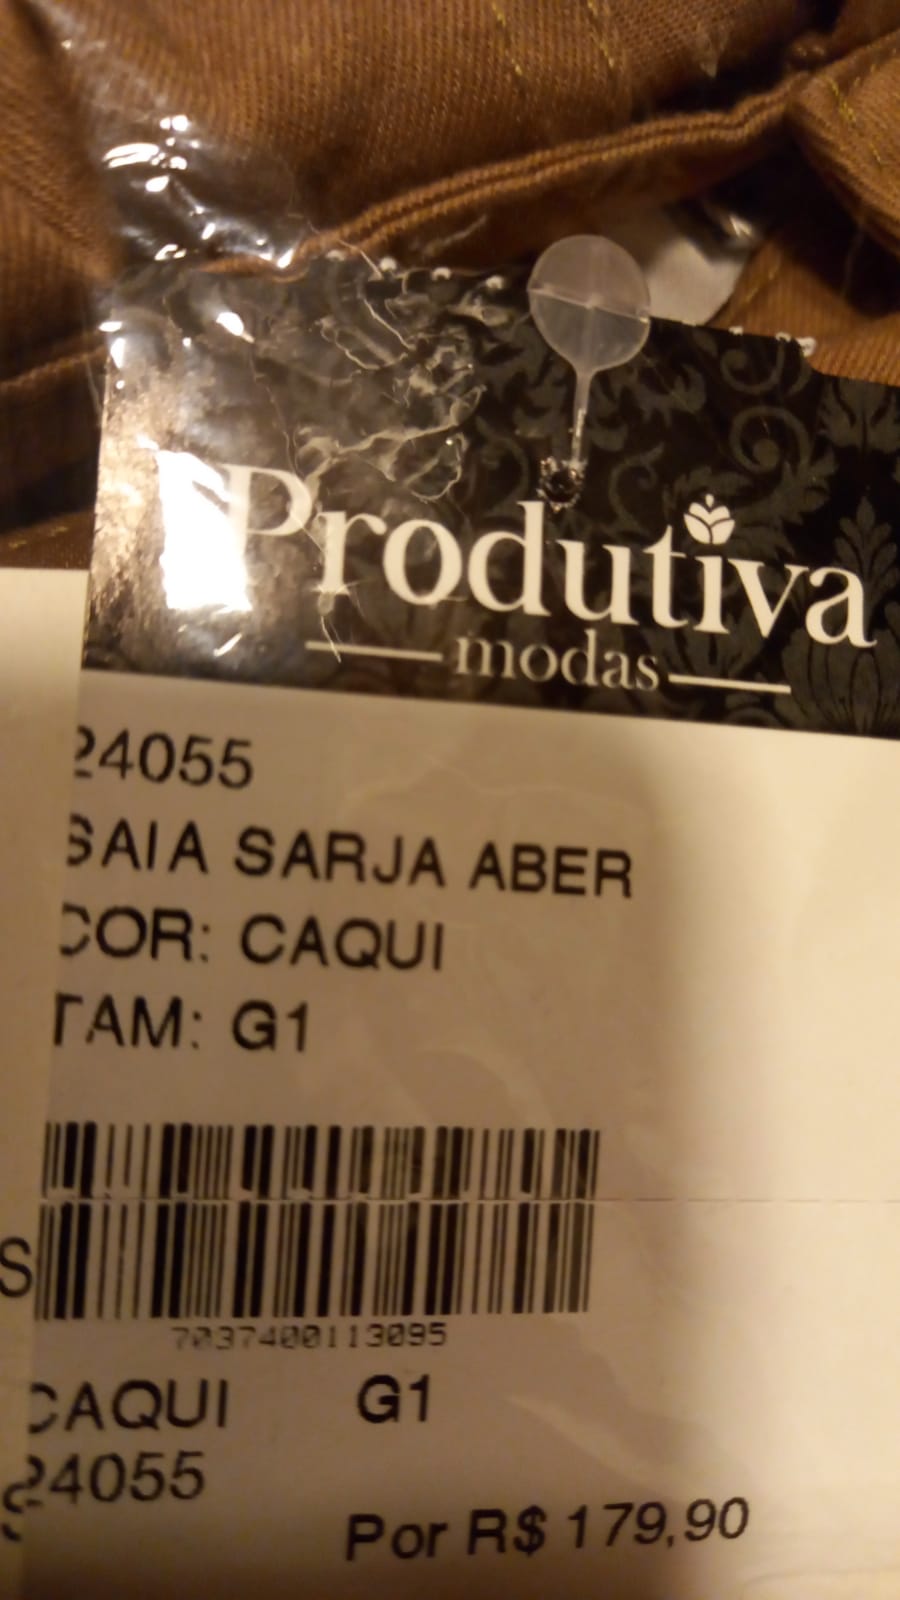 Produtiva
modas
24055
SAIA SARJA ABER
COR: CAQUI
TAM: G1
S
7037400113095
CAQUI G1
24055
Por R$ 179,90